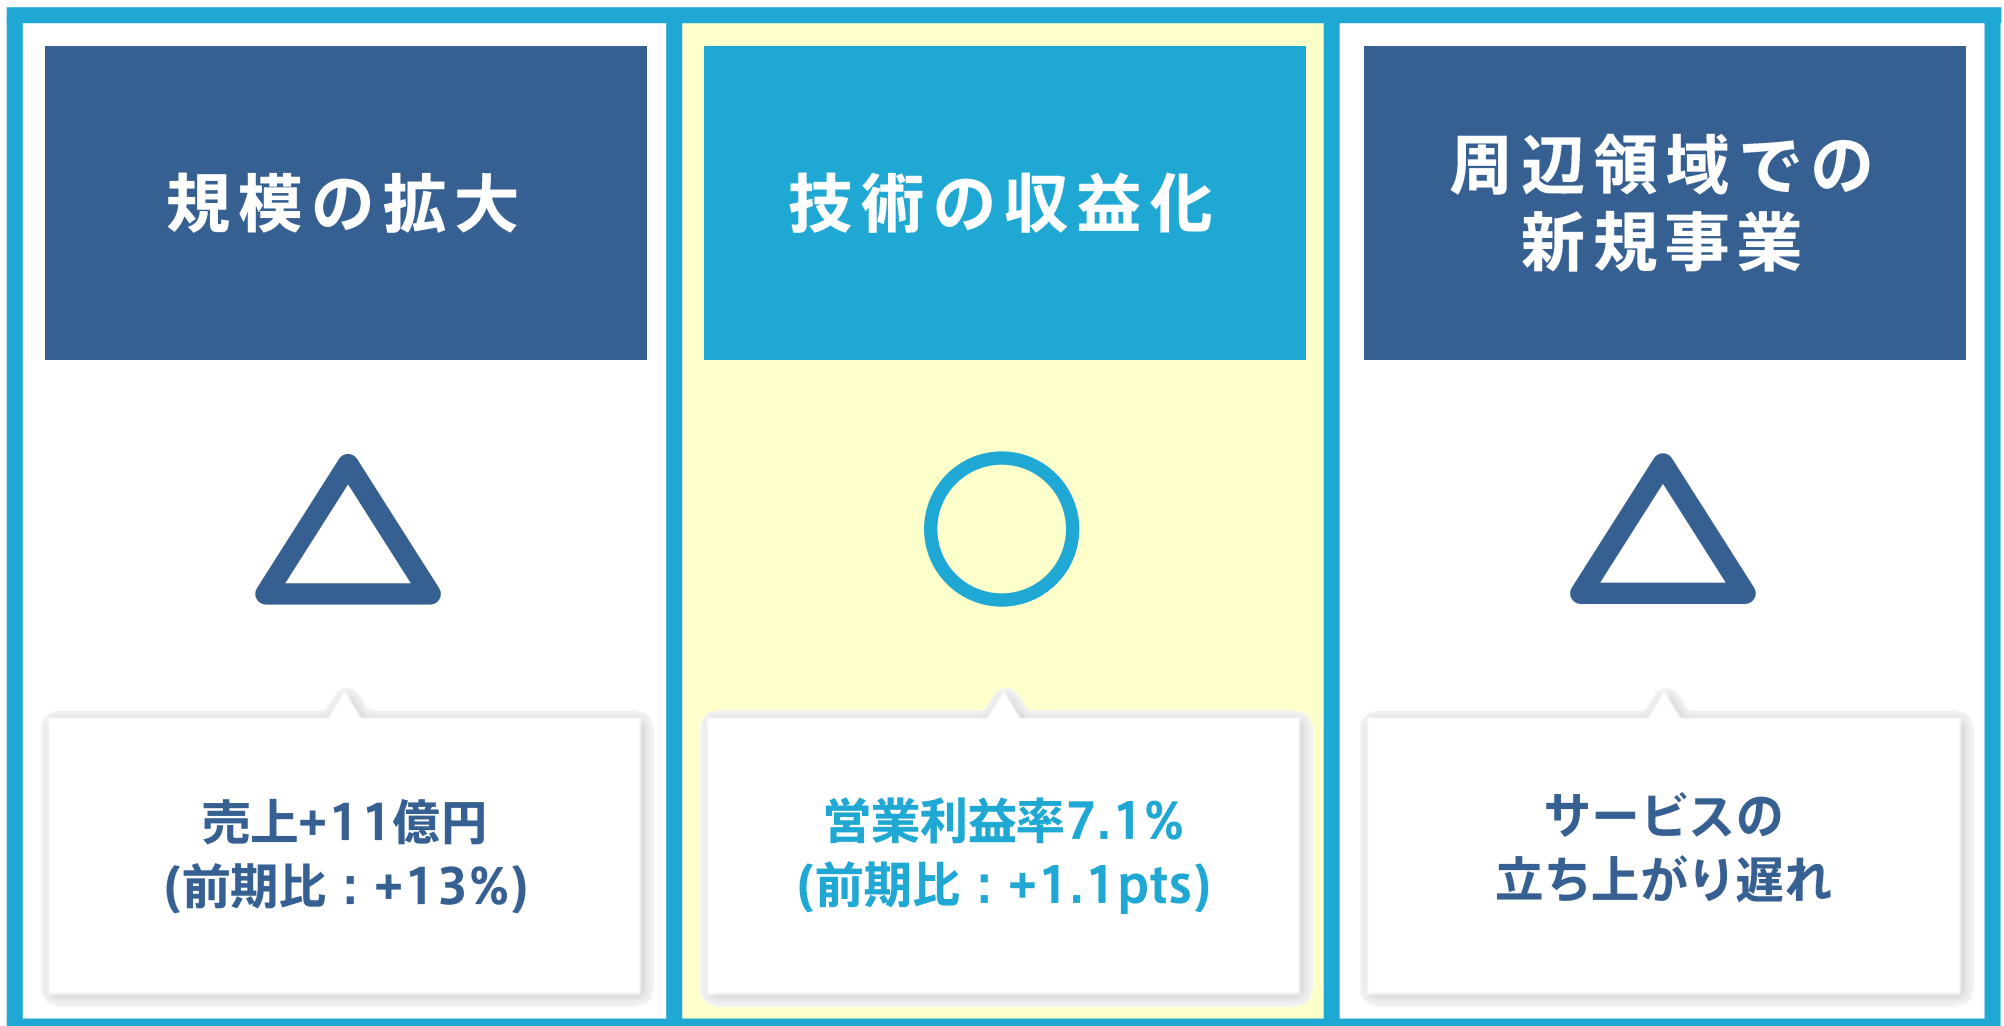 規模の拡大
売上+11億円
(前期比:+13%)
技術の収益化
営業利益率7.1%
(前期比:+1.1pts)
周辺領域での
新規事業
サービスの
立ち上がり遅れ